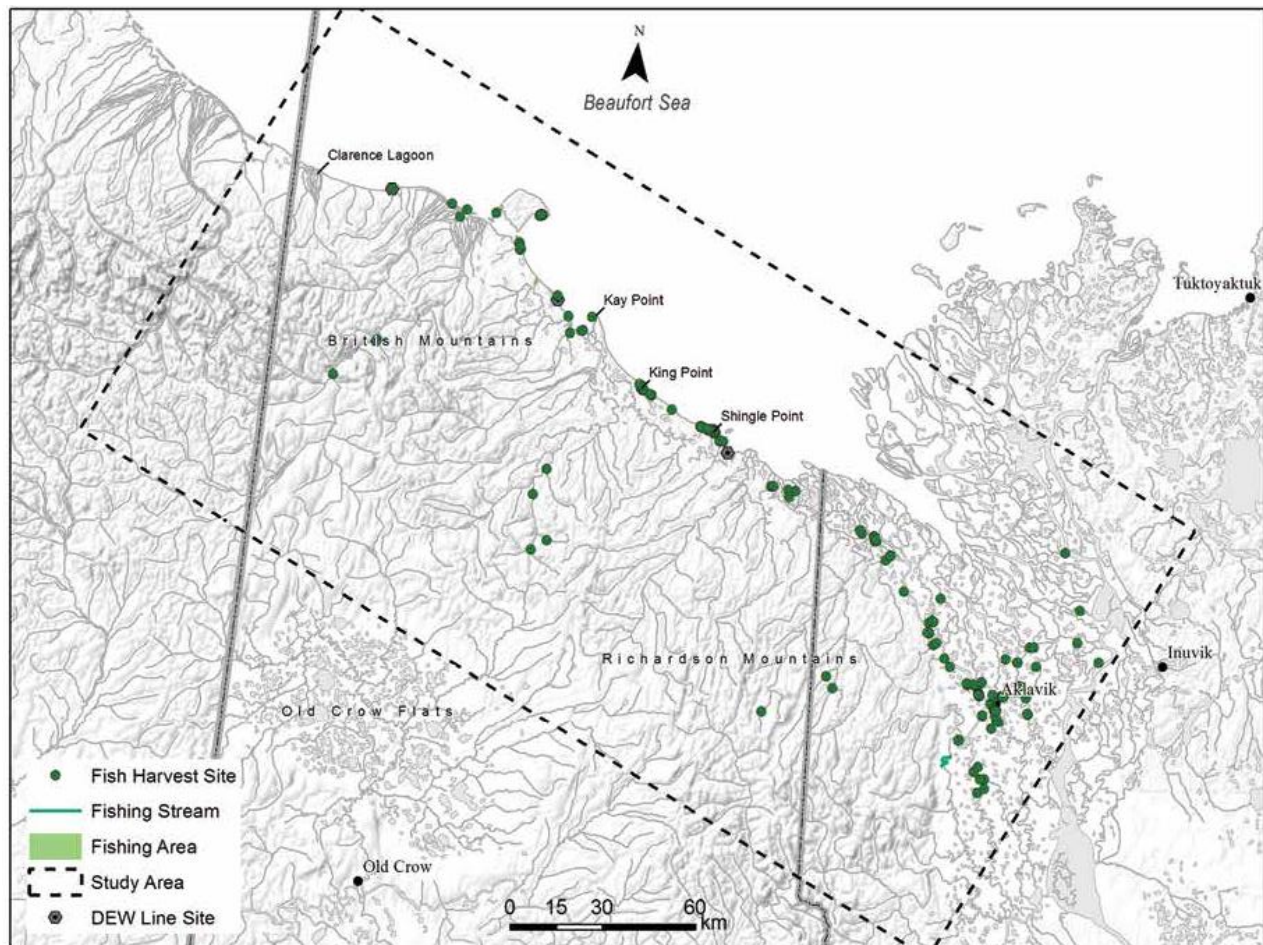 N
Beaufort Sea
Clarence Lagoon
Tuktoyaktuk
Kay Point
British Mountains
King Point
Shingle Point
Richardson Mountains
Inuvik
Aklavik
Old Crow Flats
Fish Harvest Site
Fishing Stream
Fishing Area
Study Area
DEW Line Site
Old Crow
0 15 30 60
km